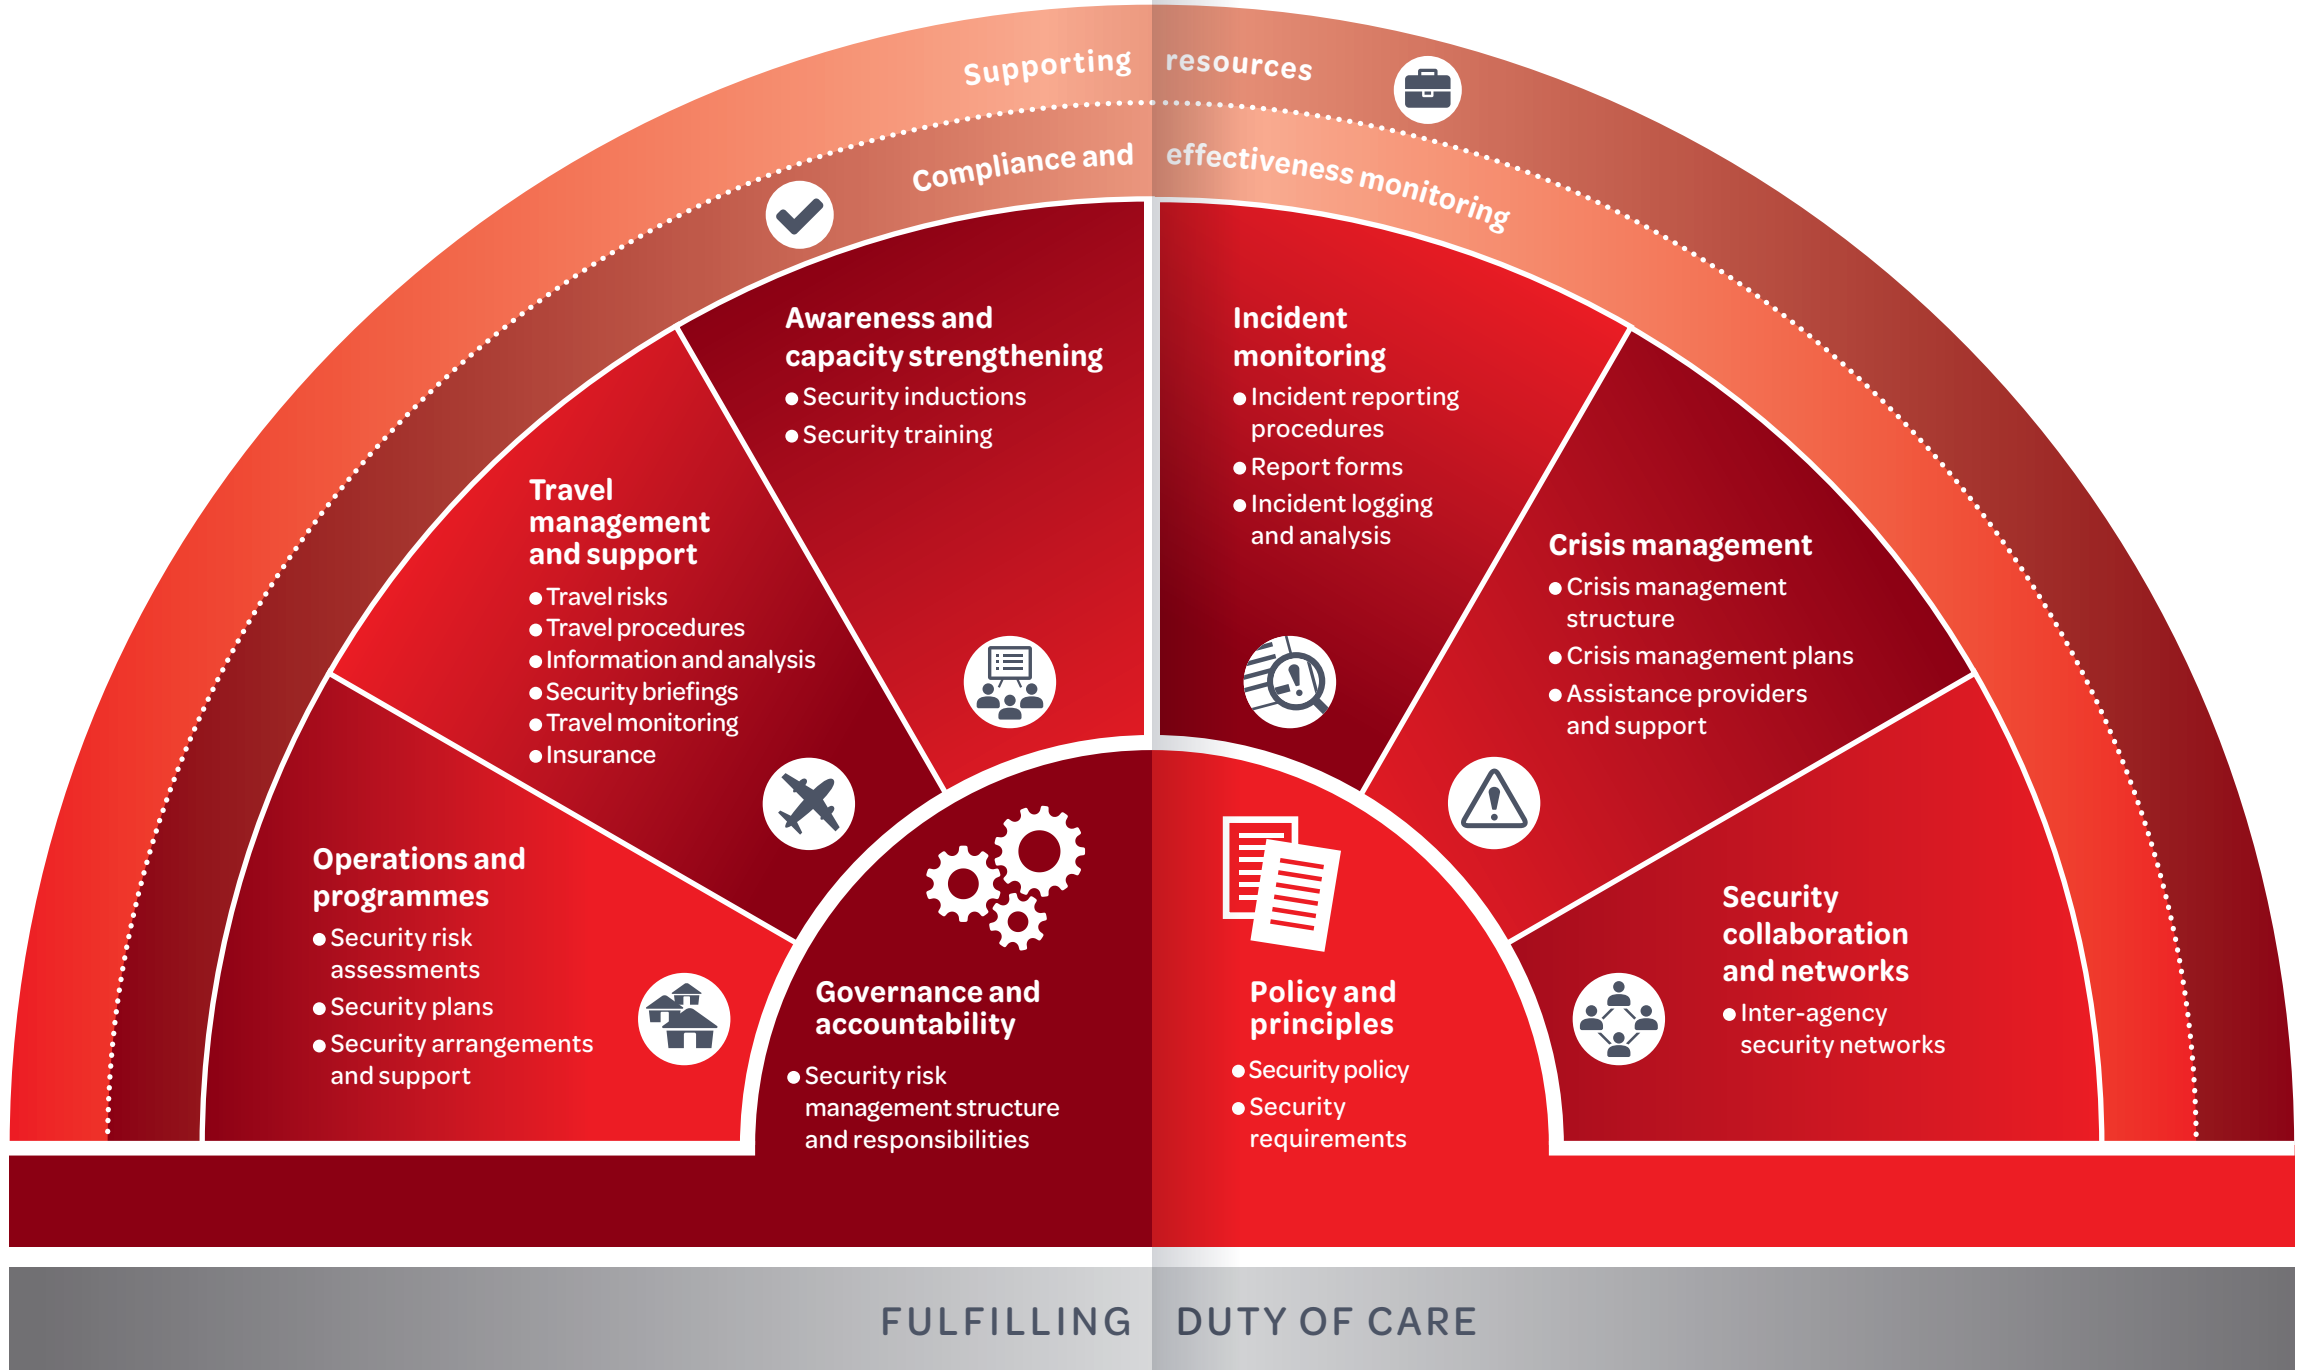 Supporting resources
Compliance and effectiveness monitoring
Awareness and
capacity strengthening
● Security inductions
● Security training
Incident
monitoring
● Incident reporting
procedures
● Report forms
● Incident logging
and analysis
Travel
management
and support
● Travel risks
● Travel procedures
● Information and analysis
● Security briefings
● Travel monitoring
● Insurance
Crisis management
● Crisis management
structure
● Crisis management plans
● Assistance providers
and support
Operations and
programmes
● Security risk
assessments
● Security plans
● Security arrangements
and support
Governance and
accountability
● Security risk
management structure
and responsibilities
Policy and
principles
● Security policy
● Security
requirements
Security
collaboration
and networks
● Inter-agency
security networks
FULFILLING DUTY OF CARE